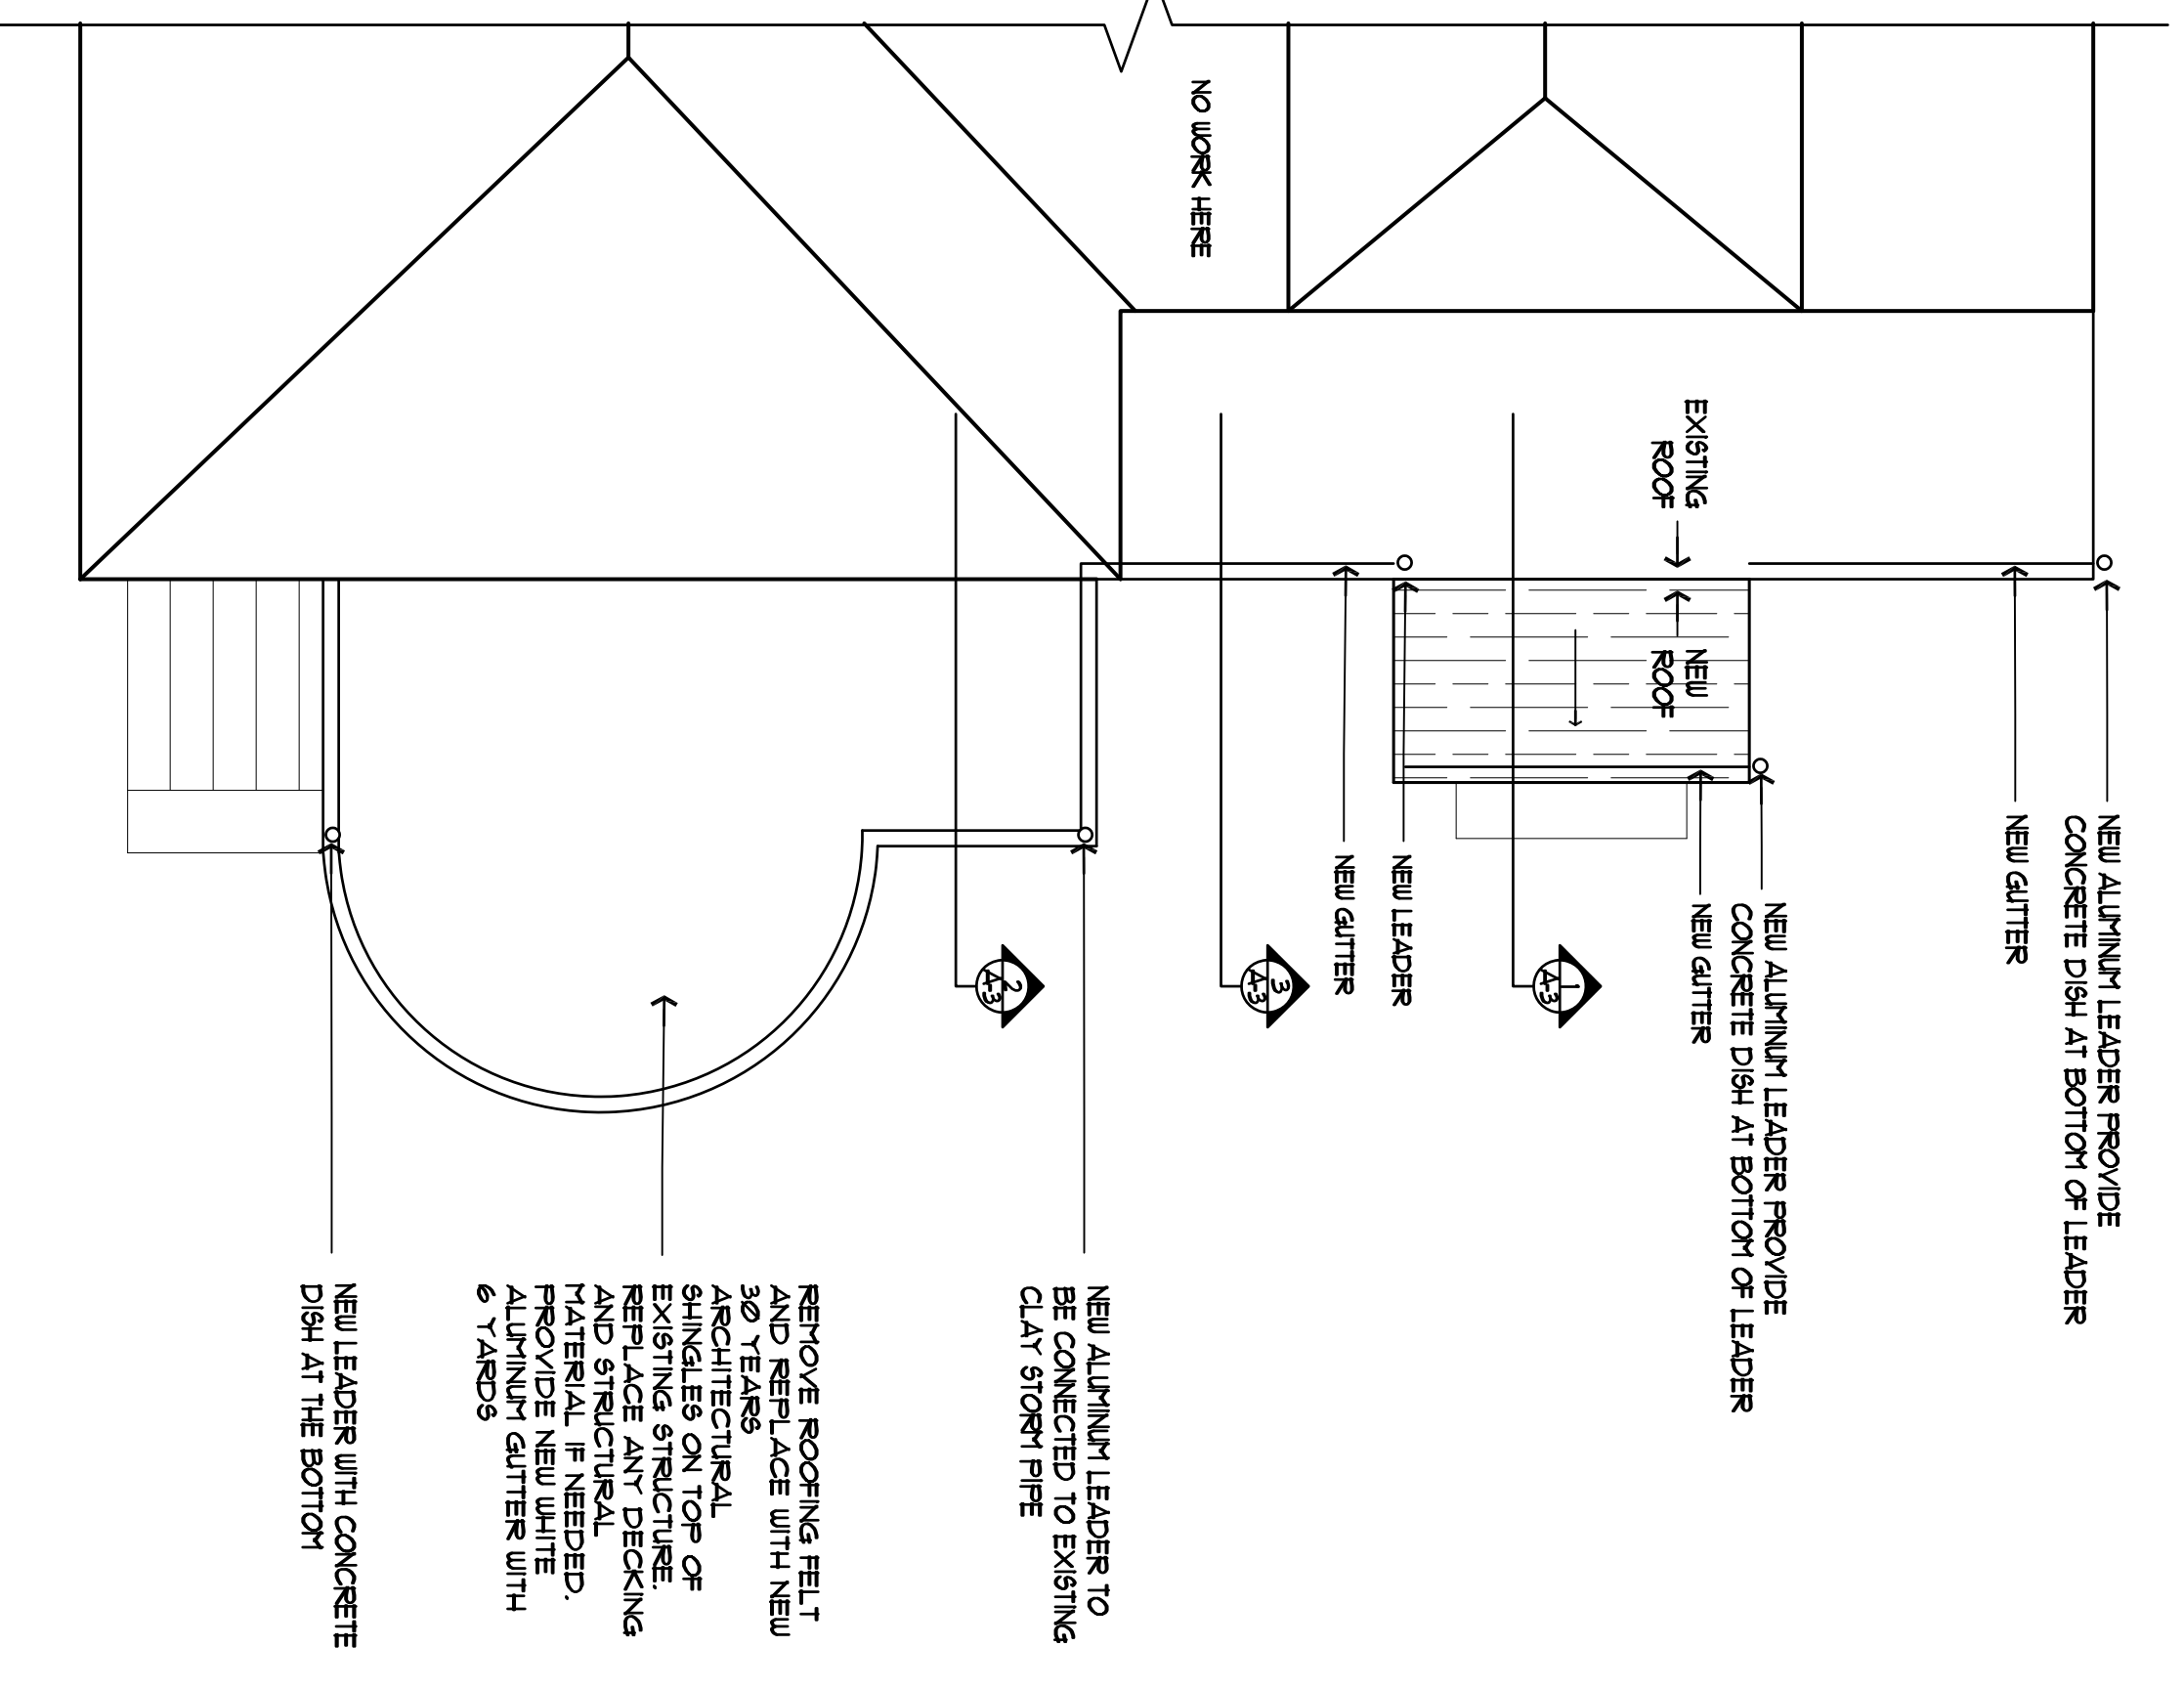 NO WORK HERE
EXISTING
ROOF
NEW
ROOF
NEW ALUMINUM LEADER PROVIDE
CONCRETE DISH AT BOTTOM OF LEADER
NEW GUTTER
NEW ALUMINUM LEADER PROVIDE
CONCRETE DISH AT BOTTOM OF LEADER
NEW GUTTER
1
A-3
NEW LEADER
NEW GUTTER
3
A-3
2
A-3
NEW ALUMINUM LEADER TO
BE CONNECTED TO EXISTING
CLAY STORM PIPE
REMOVE ROOFING FELT
AND REPLACE WITH NEW
30 YEARS
ARCHITECTURAL
SHINGLES ON TOP OF
EXISTING STRUCTURE.
REPLACE ANY DECKING
AND STRUCTURAL
MATERIAL IF NEEDED.
PROVIDE NEW WHITE
ALUMINUM GUTTER WITH
6 YARDS
NEW LEADER WITH CONCRETE
DISH AT THE BOTTOM